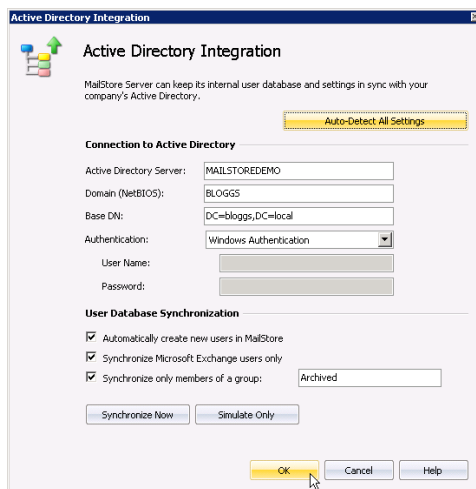 Active Directory Integration
Active Directory Integration
MailStore Server can keep its internal user database and settings in sync with your
company's Active Directory.
Auto-Detect All Settings
Connection to Active Directory
Active Directory Server: MAILSTOREDEMO
Domain (NetBIOS): BLOGGS
Base DN: DC=bloggs,DC=local
Authentication: Windows Authentication
User Name:
Password:
User Database Synchronization
Automatically create new users in MailStore
Synchronize Microsoft Exchange users only
Synchronize only members of a group: Archived
Synchronize Now Simulate Only
OK Cancel Help